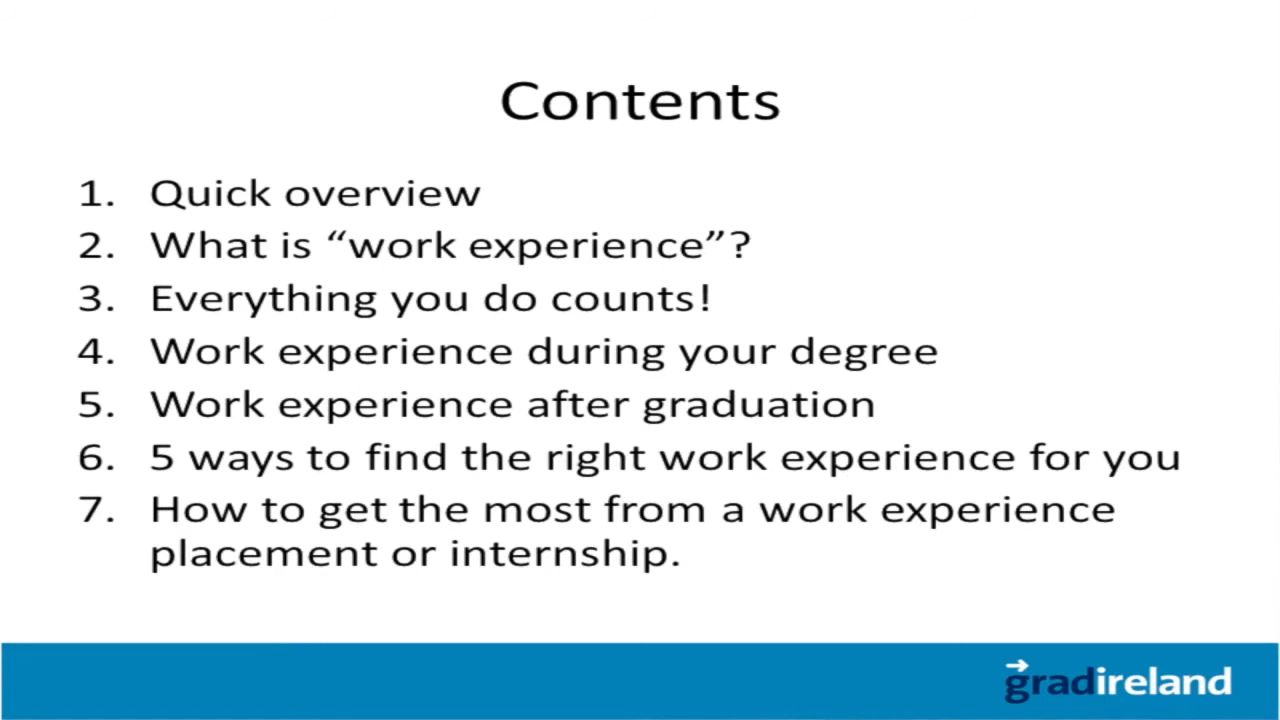 Contents
1. Quick overview
2. What is “work experience”?
3. Everything you do counts!
4. Work experience during your degree
5. Work experience after graduation
6. 5 ways to find the right work experience for you
7. How to get the most from a work experience
placement or internship.
gradireland